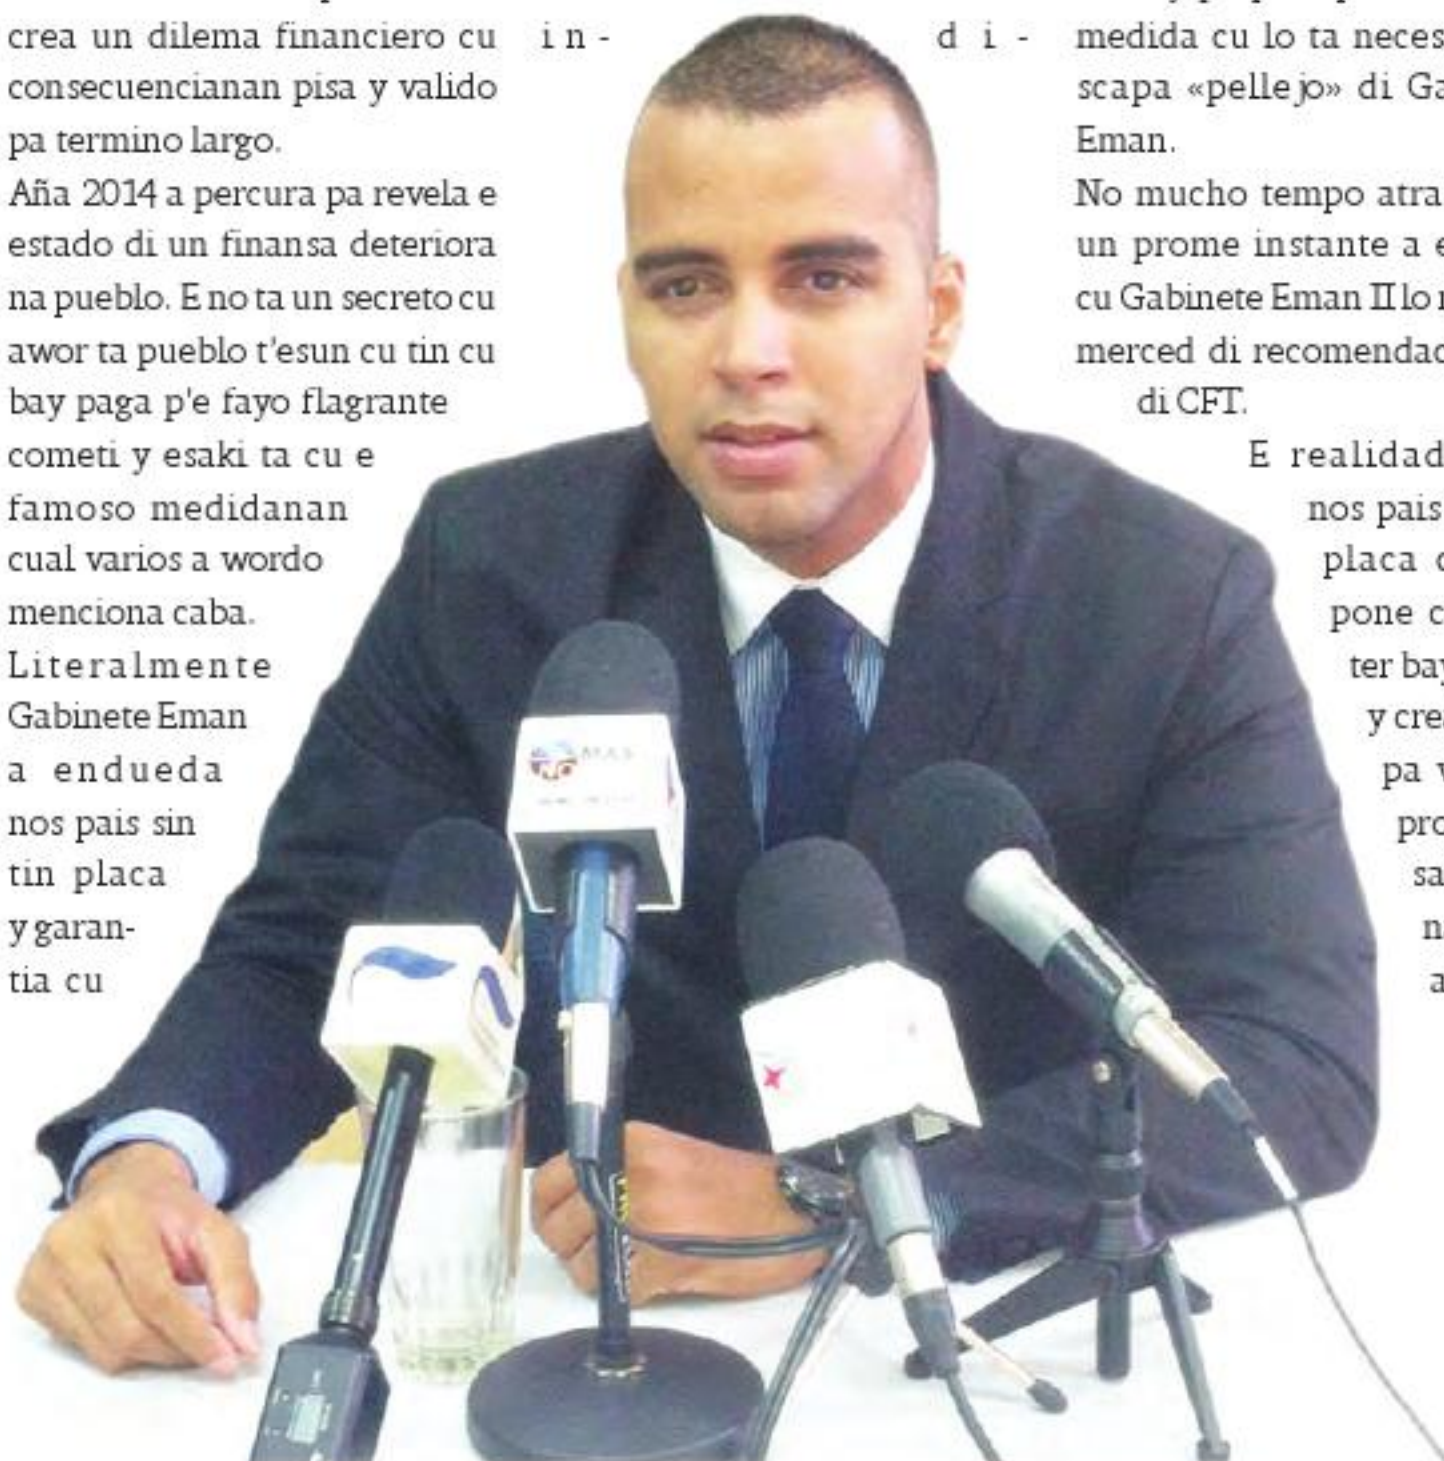 crea un dilema financiero cu
consecuencianan pisa y valido
pa termino largo.
Aña 2014 a percura pa revela e
estado di un finansa deteriora
na pueblo. E no ta un secreto cu
awor ta pueblo t'esun cu tin cu
bay paga p'e fayo flagrante
cometi y esaki ta cu e
famoso medidanan
cual varios a wordo
menciona caba.
Literalmente
Gabinete Eman
a endueda
nos pais sin
tin placa
y garan-
tia cu
in-
di-
medida cu lo ta neces
scapa «pellejo» di Ga
Eman.
No mucho tempo atra
un prome instante a e
cu Gabinete Eman II lo
merced di recomendac
di CFT.
E realidad
nos pais
placa
pone c
ter bay
y cre
pa
pro
sa
n
a